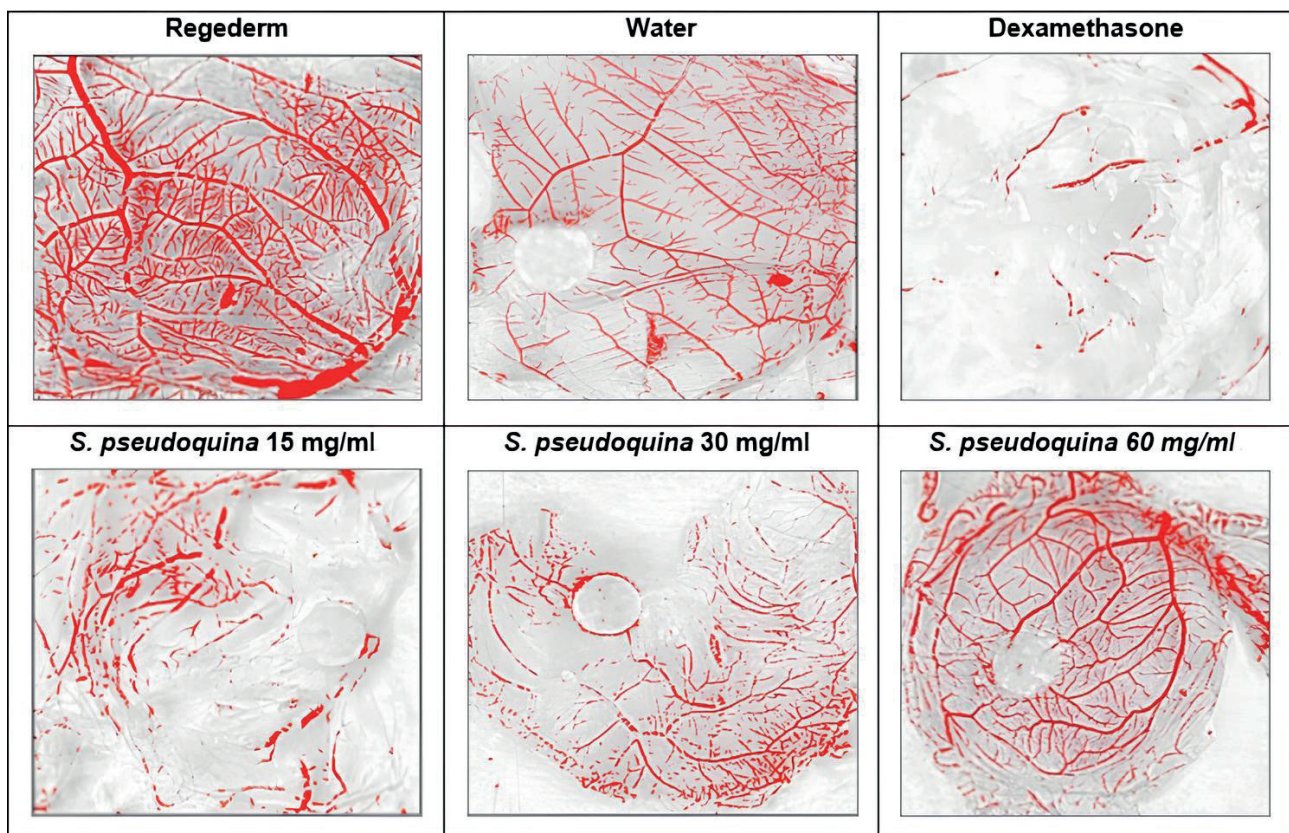 Regederm
Water
Dexamethasone
S. pseudoquina 15 mg/ml
S. pseudoquina 30 mg/ml
S. pseudoquina 60 mg/ml